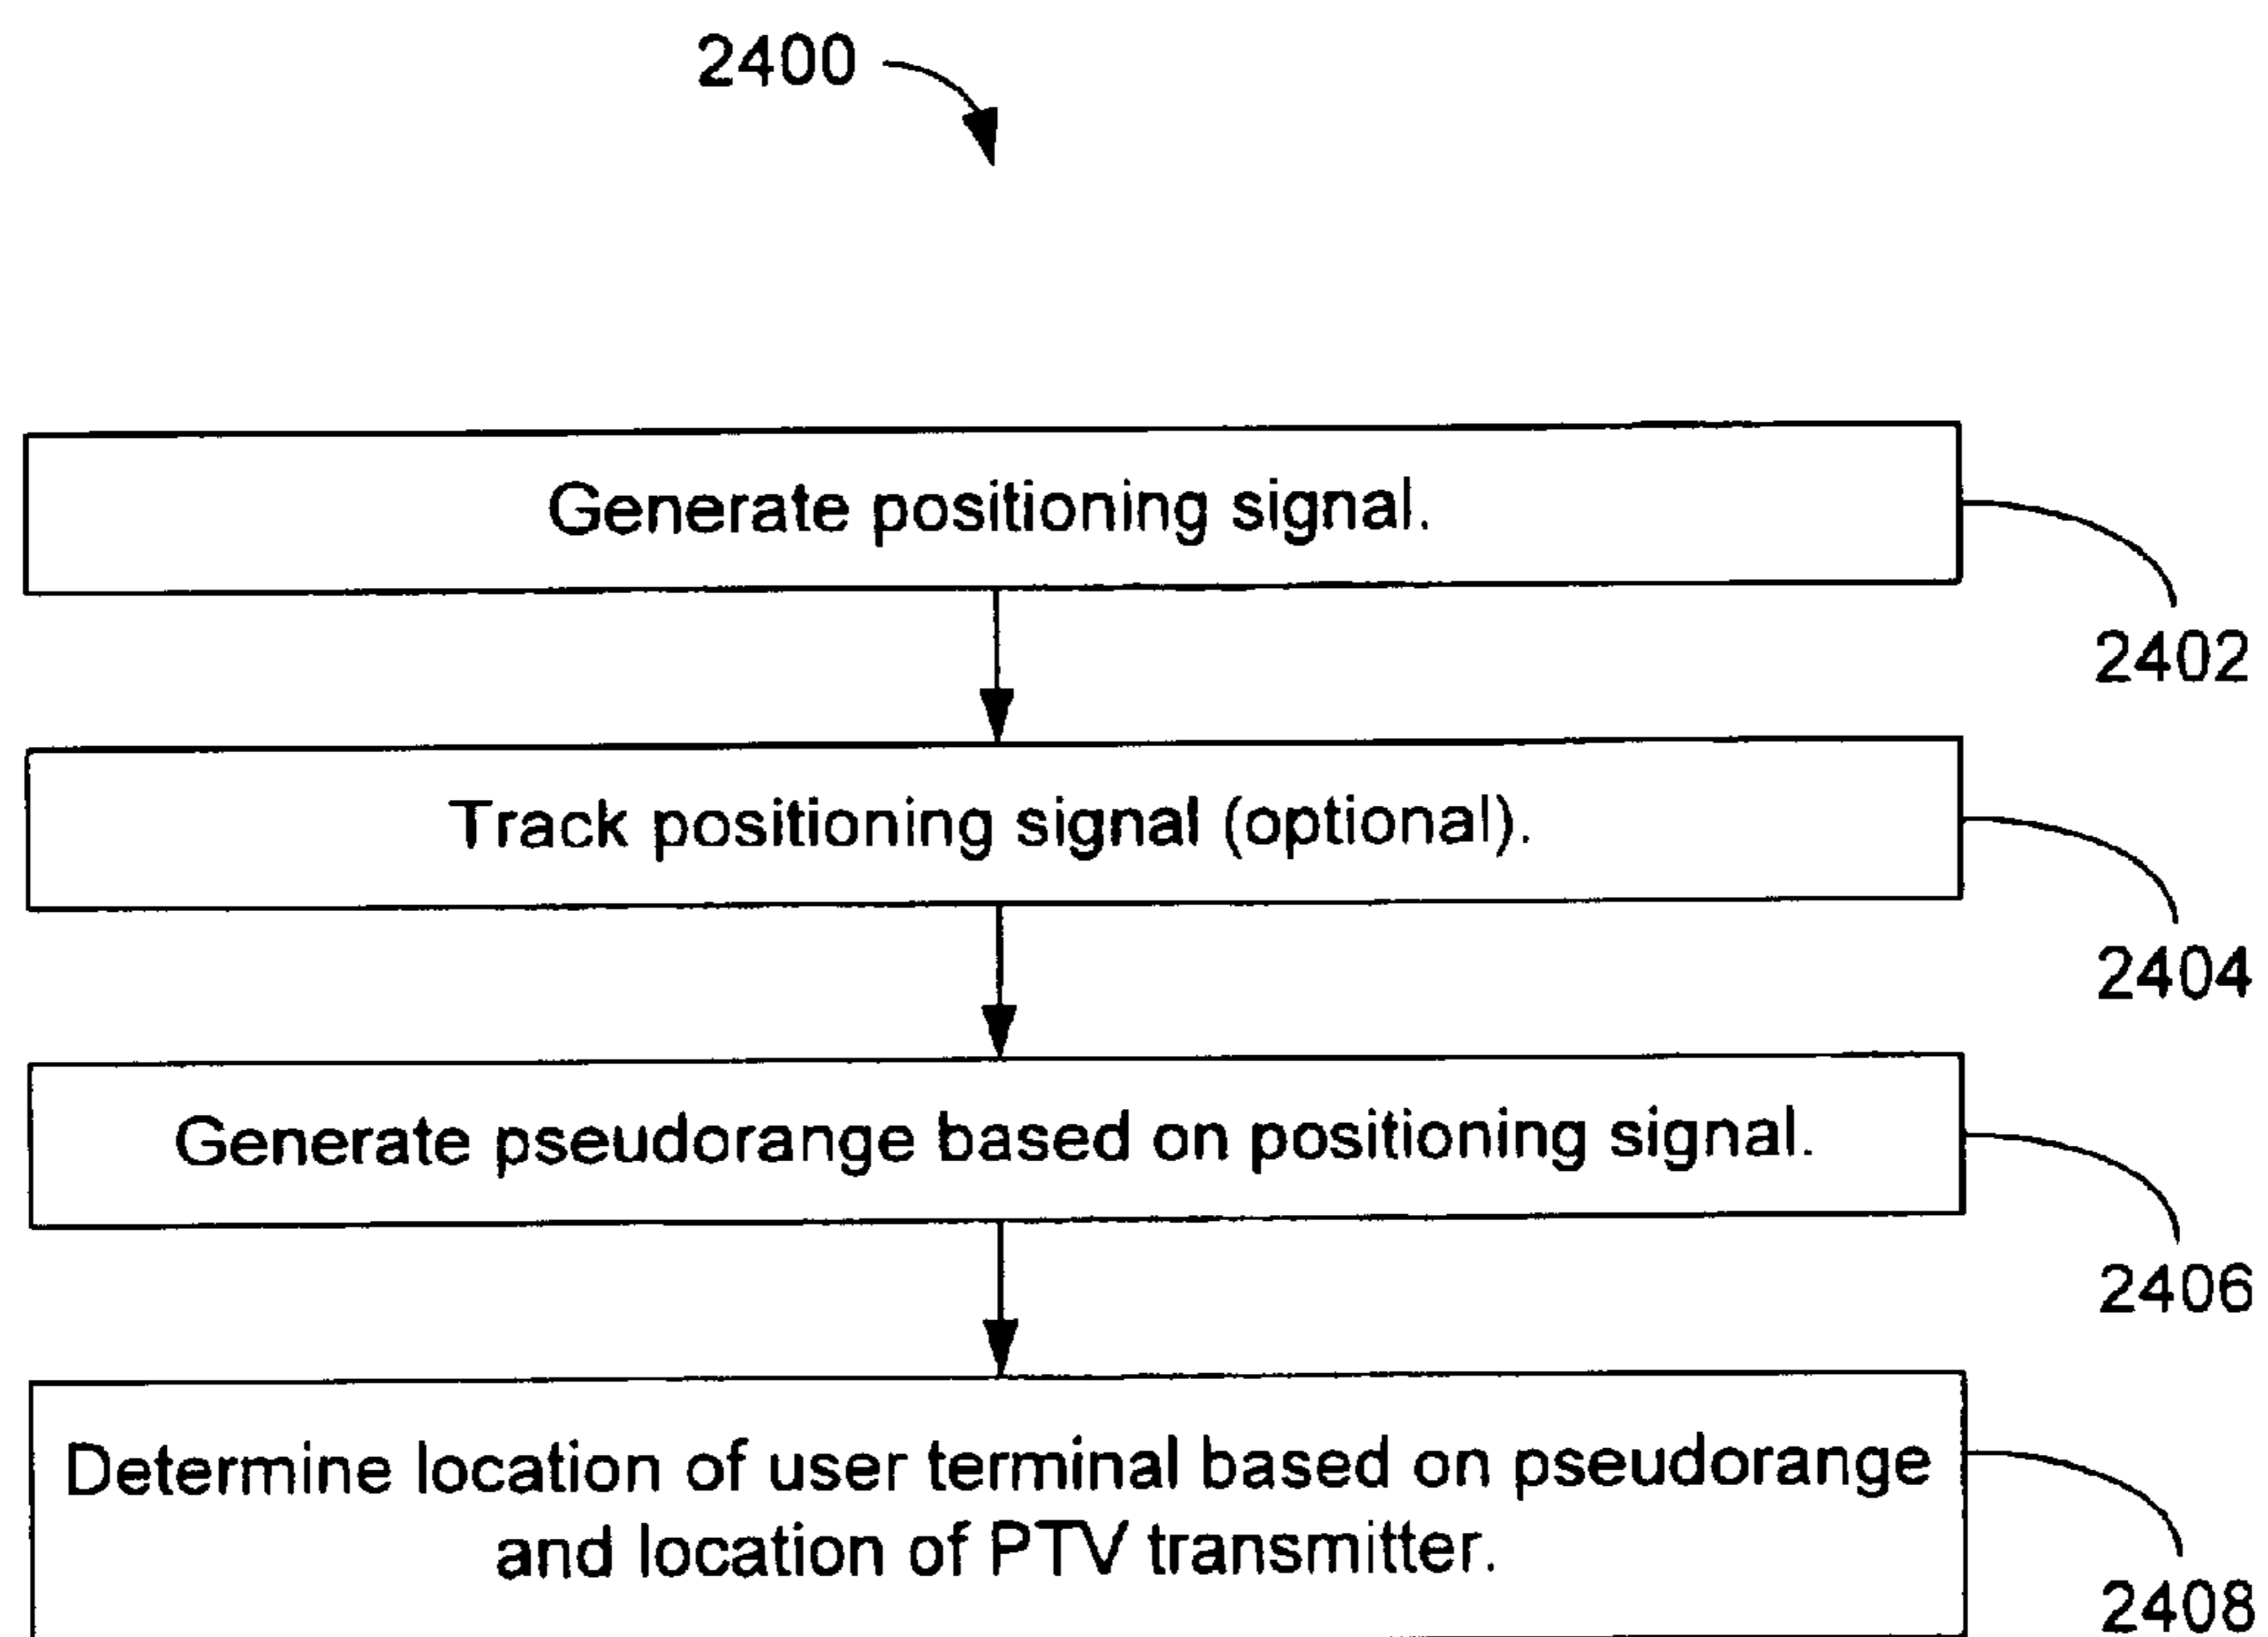 2400
Generate positioning signal.
2402
Track positioning signal (optional).
2404
Generate pseudorange based on positioning signal.
2406
Determine location of user terminal based on pseudorange
and location of PTV transmitter.
2408